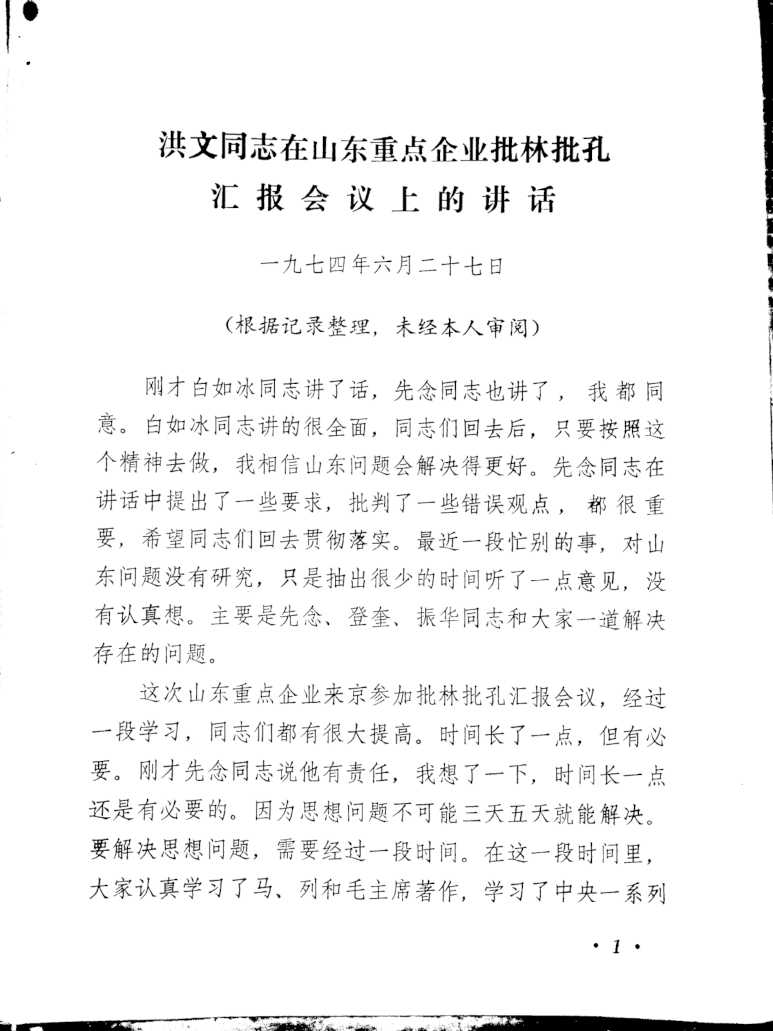 洪文同志在山东重点企业批林批孔
汇报会议上的讲话
一九七四年六月二十七日
（根据记录整理，未经本人审阅）
刚才白如冰同志讲了话，先念同志也讲了，我都同
意。白如冰同志讲的很全面，同志们回去后，只要按照这
个精神去做，我相信山东问题会解决得更好。先念同志在
讲话中提出了一些要求，批判了一些错误观点，都很重
要，希望同志们回去贯彻落实。最近一段忙别的事，对山
东问题没有研究，只是抽出很少的时间听了一点意见，没
有认真想。主要是先念、登奎、振华同志和大家一道解决
存在的问题。
这次山东重点企业来京参加批林批孔汇报会议，经过
一段学习，同志们都有很大提高。时间长了一点，但有必
要。刚才先念同志说他有责任，我想了一下，时间长一点
还是有必要的。因为思想问题不可能三天五天就能解决。
要解决思想问题，需要经过一段时间。在这一段时间里，
大家认真学习了马、列和毛主席著作，学习了中央一系列
·1·